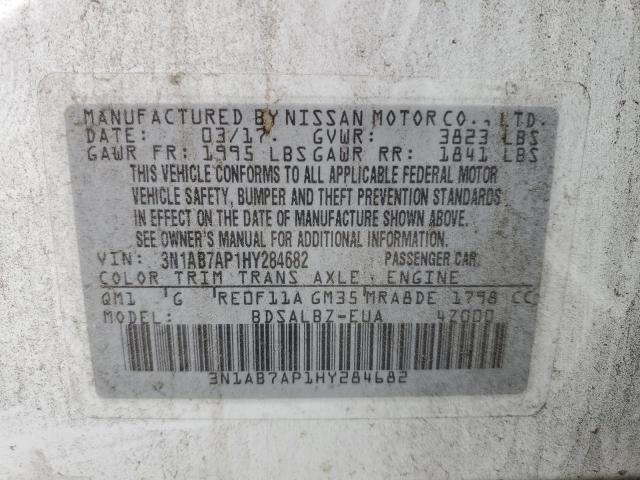 MANUFACTURED BY NISSAN MOTOR CO., LTD.
DATE: 03/17. GVWR: 3823 LBS
GAWR FR: 1995 LBS GAWR RR: 1841 LBS
THIS VEHICLE CONFORMS TO ALL APPLICABLE FEDERAL MOTOR
VEHICLE SAFETY, BUMPER AND THEFT PREVENTION STANDARDS
IN EFFECT ON THE DATE OF MANUFACTURE SHOWN ABOVE.
SEE OWNER'S MANUAL FOR ADDITIONAL INFORMATION.
VIN: 3N1AB7AP1HY284682 PASSENGER CAR
COLOR TRIM TRANS AXLE ENGINE
QM1 G RE0F11A GM35 MRA8DE 1798 CC
MODEL: BDSALBZ-EUA 4Z000
3N1AB7AP1HY284682